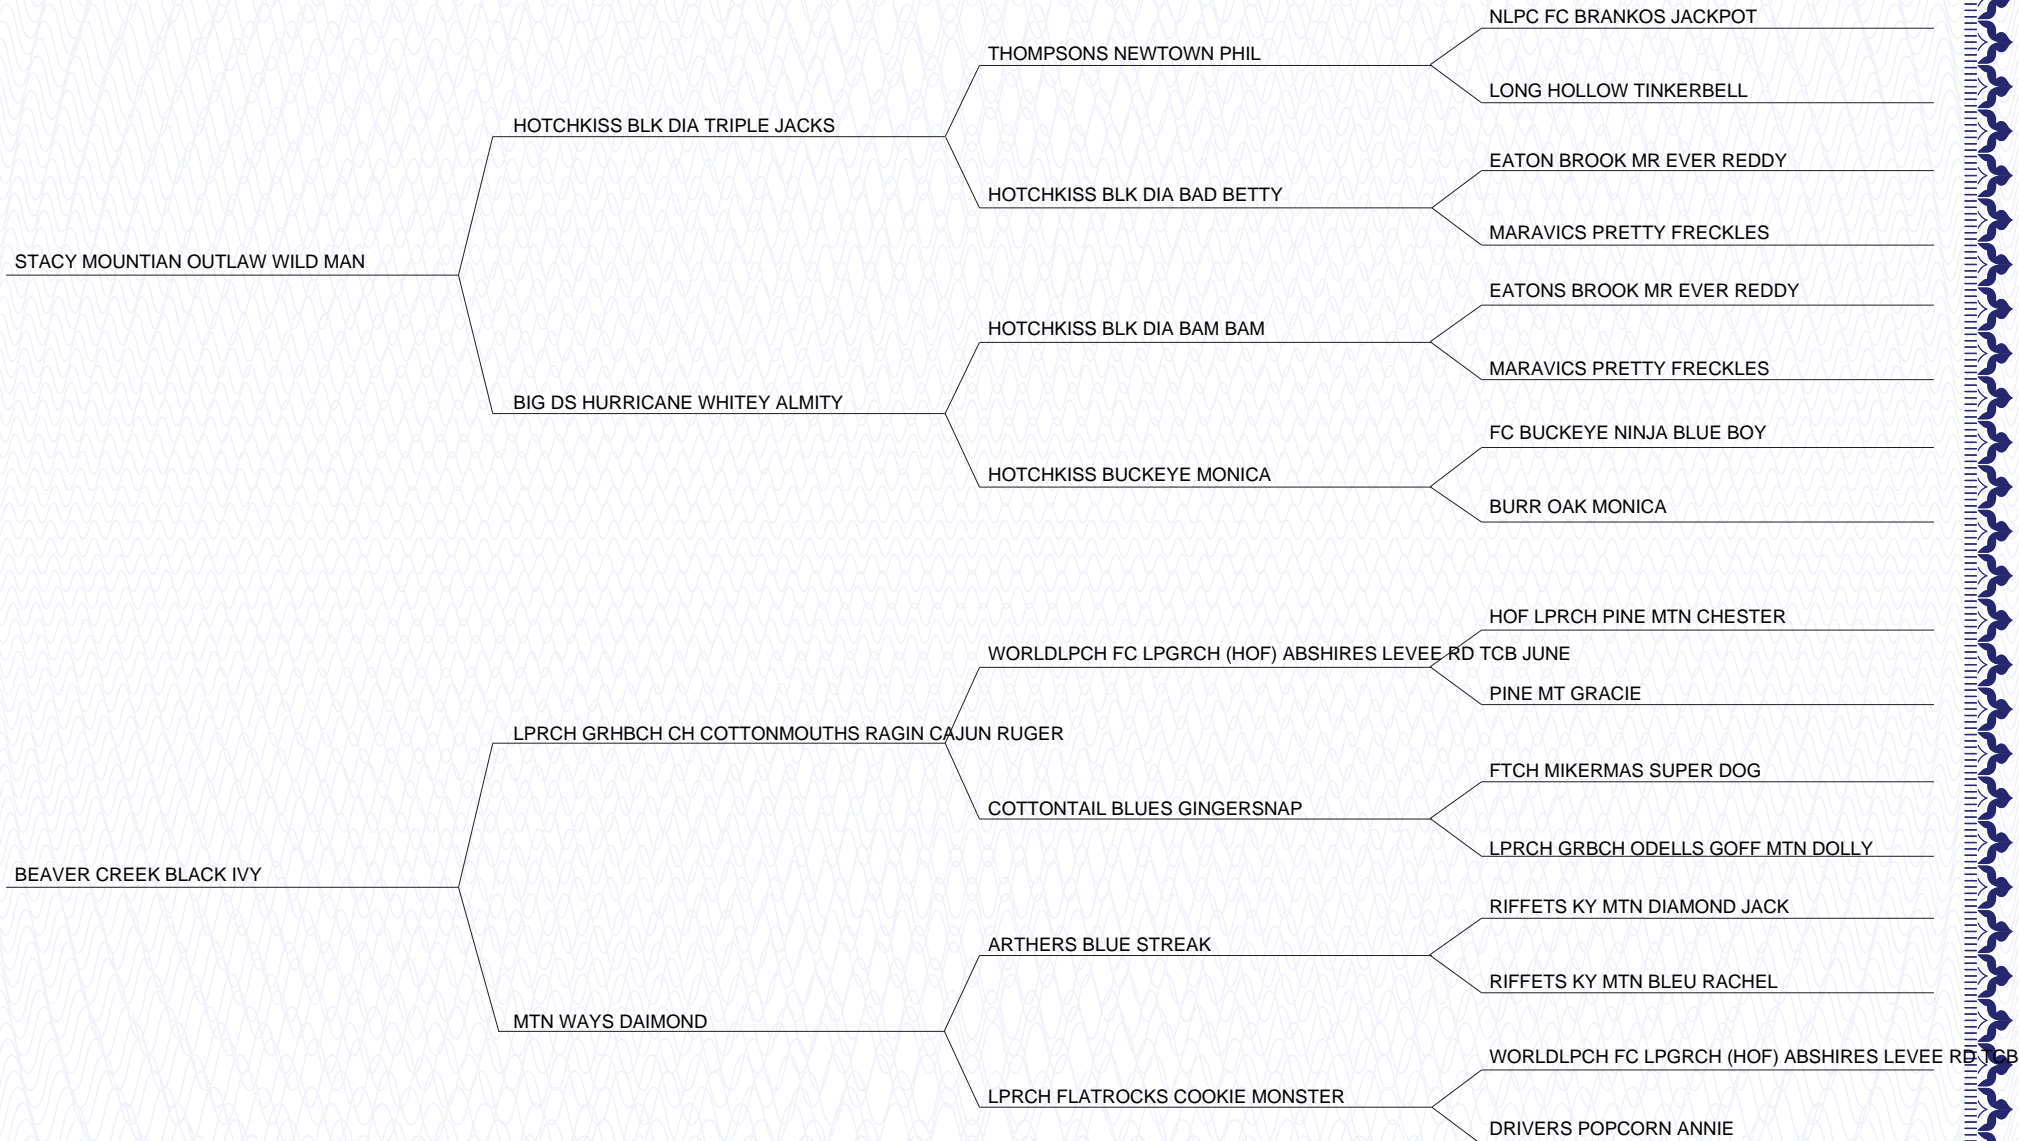 NLPC FC BRANKOS JACKPOT
THOMPSONS NEWTOWN PHIL
LONG HOLLOW TINKERBELL
HOTCHKISS BLK DIA TRIPLE JACKS
EATON BROOK MR EVER REDDY
HOTCHKISS BLK DIA BAD BETTY
MARAVICS PRETTY FRECKLES
STACY MOUNTIAN OUTLAW WILD MAN
EATONS BROOK MR EVER REDDY
HOTCHKISS BLK DIA BAM BAM
MARAVICS PRETTY FRECKLES
BIG DS HURRICANE WHITEY ALMITY
FC BUCKEYE NINJA BLUE BOY
HOTCHKISS BUCKEYE MONICA
BURR OAK MONICA
HOF LPRCH PINE MTN CHESTER
WORLDLPCH FC LPGRCH (HOF) ABSHIRES LEVEE RD TCB JUNE
PINE MT GRACIE
LPRCH GRHBCH CH COTTONMOUTHS RAGIN CAJUN RUGER
FTCH MIKERMAS SUPER DOG
COTTONTAIL BLUES GINGERSNAP
LPRCH GRBCH ODELLS GOFF MTN DOLLY
BEAVER CREEK BLACK IVY
RIFFETS KY MTN DIAMOND JACK
ARTHERS BLUE STREAK
RIFFETS KY MTN BLEU RACHEL
MTN WAYS DAIMOND
WORLDLPCH FC LPGRCH (HOF) ABSHIRES LEVEE RD TCB
LPRCH FLATROCKS COOKIE MONSTER
DRIVERS POPCORN ANNIE